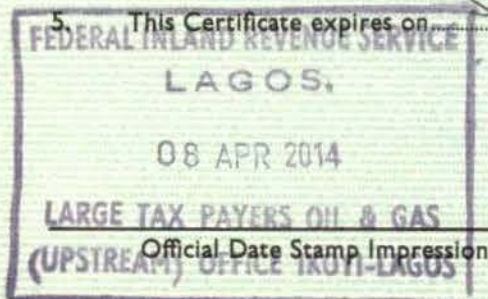 5. This Certificate expires on
FEDERAL INLAND REVENUE SERVICE
LAGOS.
08 APR 2014
LARGE TAX PAYERS OIL & GAS
Official Date Stamp Impression
(UPSTREAM) OFFICE IKOYI-LAGOS